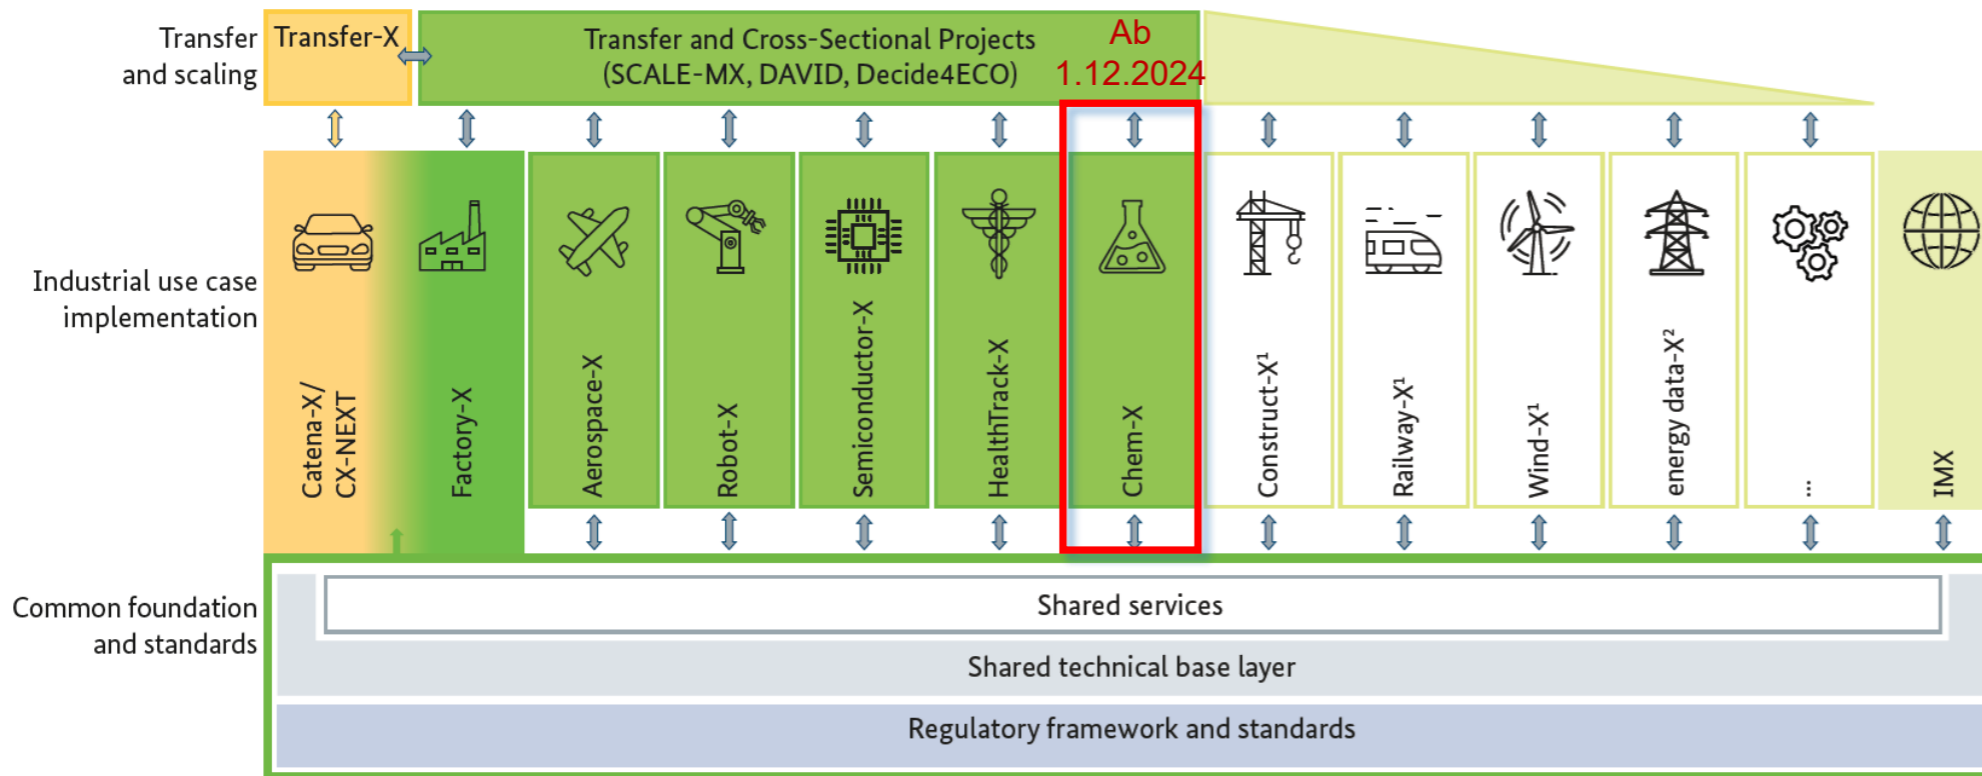 Transfer
and scaling
Transfer-X
Transfer and Cross-Sectional Projects
(SCALE-MX, DAVID, Decide4ECO)
Ab
1.12.2024
Industrial use case
implementation
Catena-X/
CX-NEXT
Factory-X
Aerospace-X
Robot-X
Semiconductor-X
HealthTrack-X
Chem-X
Construct-X¹
Railway-X¹
Wind-X¹
energy data-X²
...
IMX
Common foundation
and standards
Shared services
Shared technical base layer
Regulatory framework and standards